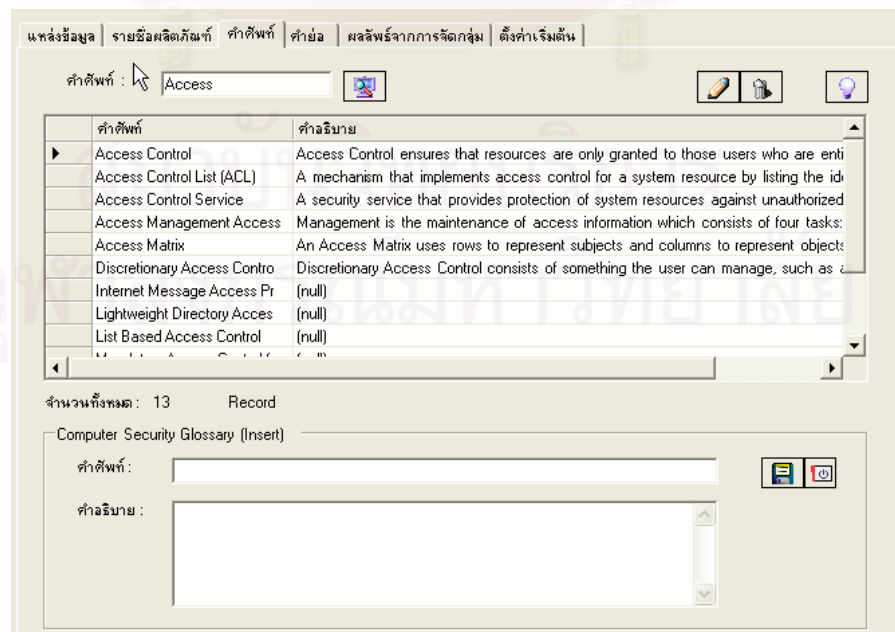 แหล่งข้อมูล รายชื่อผลิตภัณฑ์ คำศัพท์ คำย่อ ผลลัพธ์จากการจัดกลุ่ม ตั้งค่าเริ่มต้น
คำศัพท์ : Access
คำศัพท์ คำอธิบาย
Access Control Access Control ensures that resources are only granted to those users who are enti
Access Control List (ACL) A mechanism that implements access control for a system resource by listing the id
Access Control Service A security service that provides protection of system resources against unauthorized
Access Management Access Management is the maintenance of access information which consists of four tasks:
Access Matrix An Access Matrix uses rows to represent subjects and columns to represent objects
Discretionary Access Contro Discretionary Access Control consists of something the user can manage, such as
Internet Message Access Pr (null)
Lightweight Directory Acces (null)
List Based Access Control (null)
จำนวนทั้งหมด : 13 Record
Computer Security Glossary (Insert)
คำศัพท์ :
คำอธิบาย :